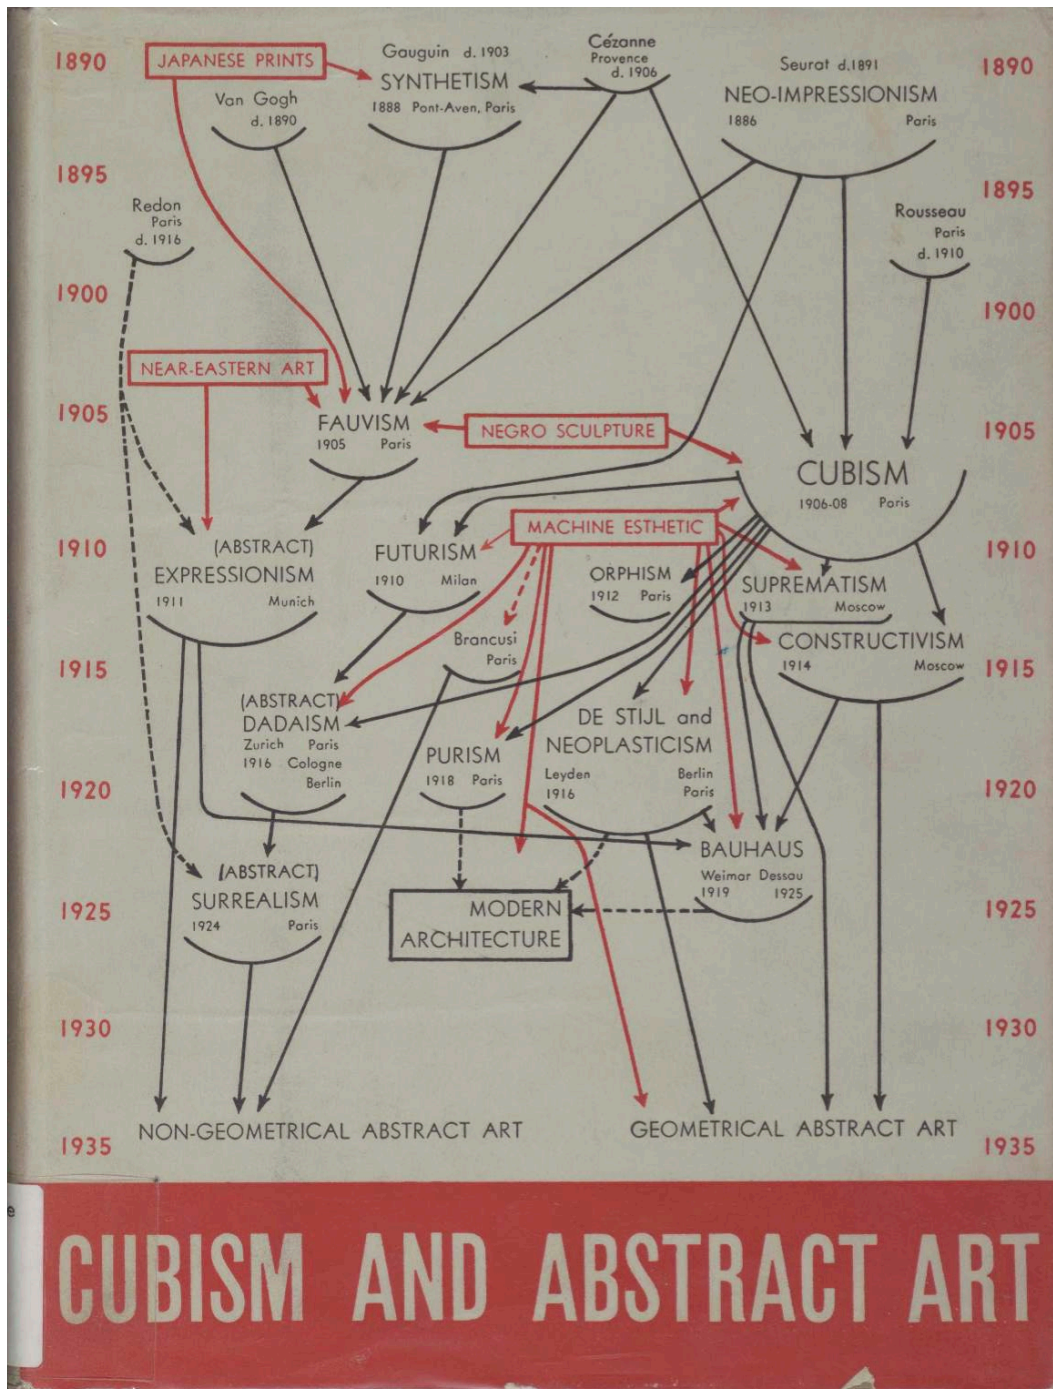 1890
JAPANESE PRINTS
Gauguin d. 1903
SYNTHETISM
1888 Pont-Aven, Paris
Cézanne
Provence
d. 1906
Seurat d.1891
NEO-IMPRESSIONISM
1886 Paris
1890
Van Gogh
d. 1890
1895
1895
Redon
Paris
d. 1916
Rousseau
Paris
d. 1910
1900
1900
NEAR-EASTERN ART
1905
FAUVISM
1905 Paris
NEGRO SCULPTURE
1905
CUBISM
1906-08 Paris
1910
(ABSTRACT)
EXPRESSIONISM
1911 Munich
FUTURISM
1910 Milan
MACHINE ESTHETIC
ORPHISM
1912 Paris
SUPREMATISM
1913 Moscow
1910
Brancusi
Paris
CONSTRUCTIVISM
1914 Moscow
1915
1915
(ABSTRACT)
DADAISM
Zurich Paris
1916 Cologne
Berlin
PURISM
1918 Paris
DE STIJL and
NEOPLASTICISM
Leyden Berlin
1916 Paris
1920
1920
BAUHAUS
Weimar Dessau
1919 1925
(ABSTRACT)
SURREALISM
1924 Paris
MODERN
ARCHITECTURE
1925
1925
1930
1930
NON-GEOMETRICAL ABSTRACT ART
GEOMETRICAL ABSTRACT ART
1935
1935
e
CUBISM AND ABSTRACT ART